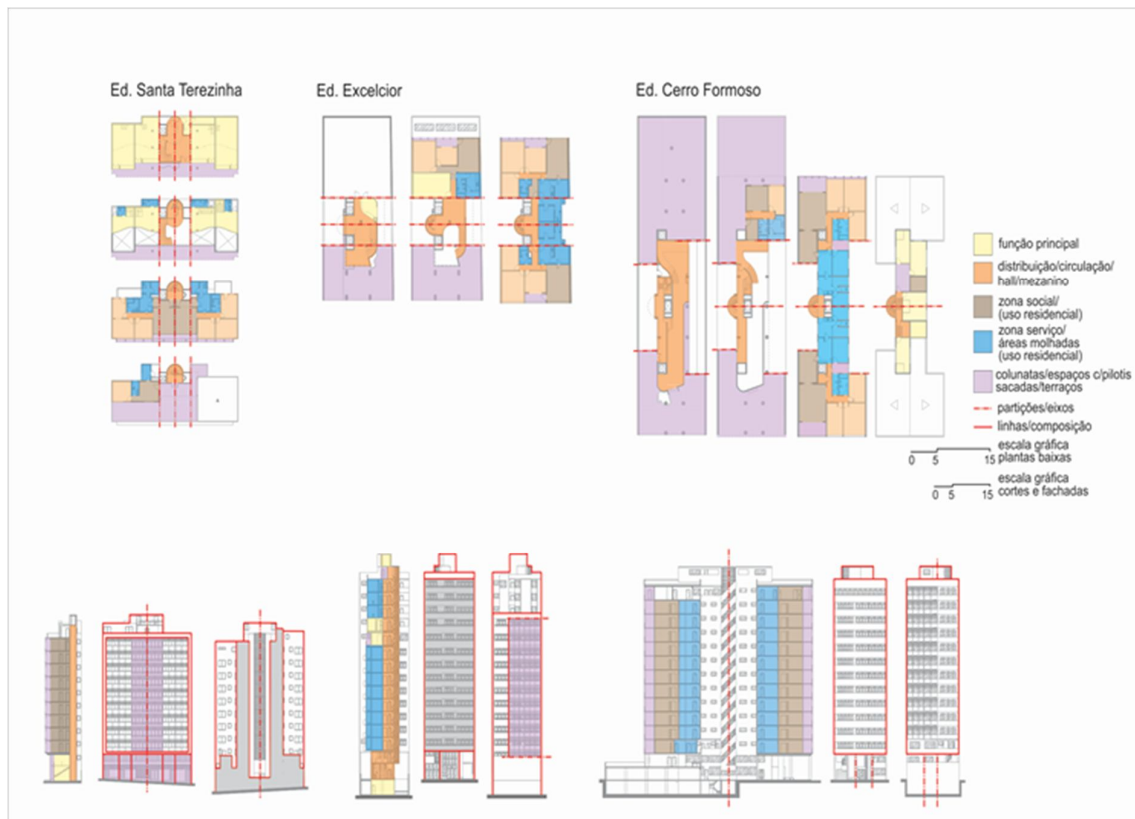 Ed. Santa Terezinha
Ed. Excelcior
Ed. Cerro Formoso
função principal
distribuição/circulação/
hall/mezanino
zona social/
(uso residencial)
zona serviço/
áreas molhadas
(uso residencial)
colunatas/espaços c/pilotis
sacadas/terraços
partições/eixos
linhas/composição
escala gráfica
plantas baixas
0 5 15
escala gráfica
cortes e fachadas
0 5 15